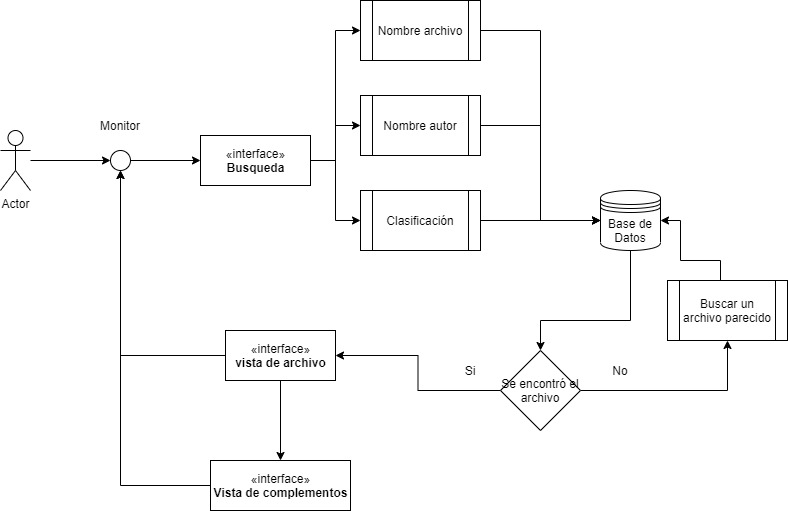 Nombre archivo
Monitor
Nombre autor
«interface»
Busqueda
Actor
Clasificación
Base de
Datos
Buscar un
archivo parecido
«interface»
vista de archivo
Si
Se encontró el
archivo
No
«interface»
Vista de complementos